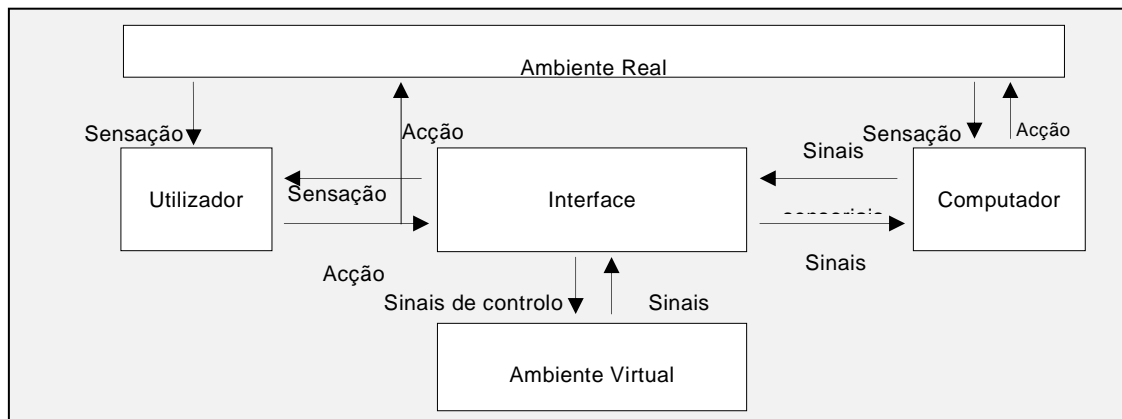 Ambiente Real
Sensação
Acção
Sensação
Acção
Sinais
Utilizador
Sensação
Interface
Computador
sensoriais
Acção
Sinais
Sinais de controlo
Sinais
Ambiente Virtual